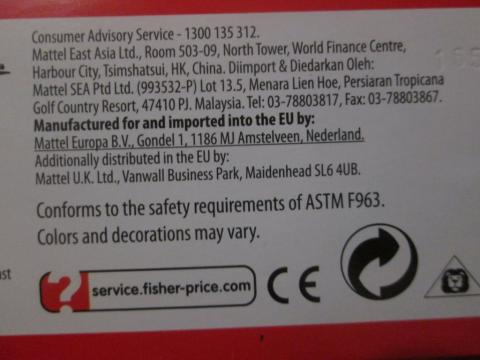 Consumer Advisory Service - 1300 135 312.
Mattel East Asia Ltd., Room 503-09, North Tower, World Finance Centre,
Harbour City, Tsimshatsui, HK, China. Diimport & Diedarkan Oleh:
Mattel SEA Ptd Ltd. (993532-P) Lot 13.5, Menara Lien Hoe, Persiaran Tropicana
Golf Country Resort, 47410 PJ. Malaysia. Tel: 03-78803817, Fax: 03-78803867.
Manufactured for and imported into the EU by:
Mattel Europa B.V., Gondel 1, 1186 MJ Amstelveen, Nederland.
Additionally distributed in the EU by:
Mattel U.K. Ltd., Vanwall Business Park, Maidenhead SL6 4UB.
Conforms to the safety requirements of ASTM F963.
Colors and decorations may vary.
? service.fisher-price.com CE